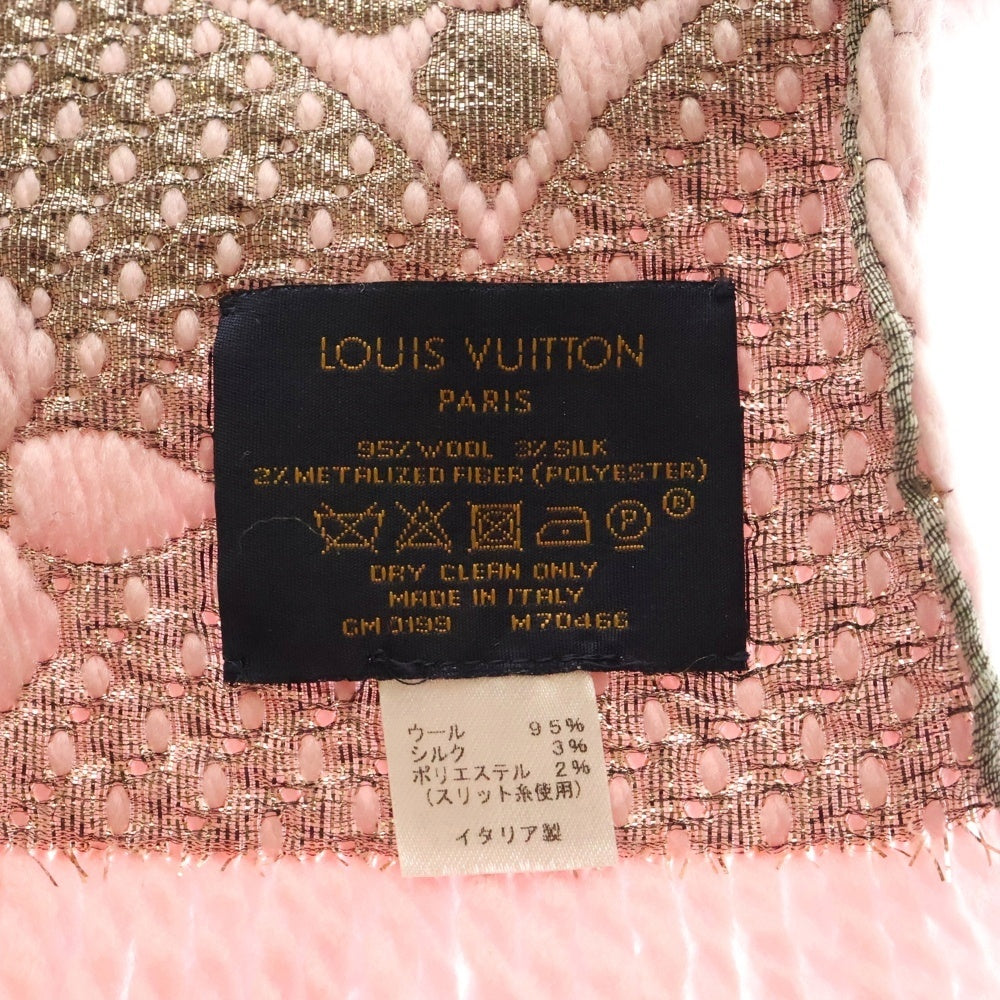 LOUIS VUITTON
PARIS
95% WOOL 3% SILK
2% METALIZED FIBER (POLYESTER)
P ®
DRY CLEAN ONLY
MADE IN ITALY
GM 0199 M70466
ウール 95%
シルク 3%
ポリエステル 2%
(スリット糸使用)
イタリア製